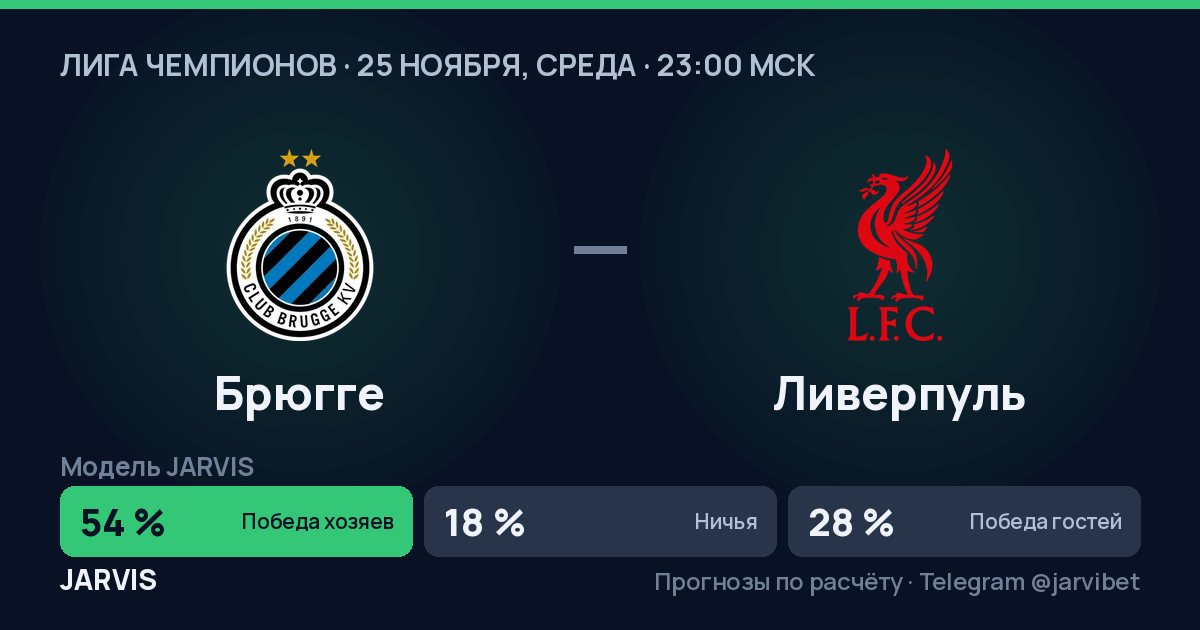 ЛИГА ЧЕМПИОНОВ · 25 НОЯБРЯ, СРЕДА · 23:00 МСК
1891
CLUB BRUGGE KV
L.F.C.
–
Брюгге
Ливерпуль
Модель JARVIS
54 % Победа хозяев
18 % Ничья
28 % Победа гостей
JARVIS
Прогнозы по расчёту · Telegram @jarvibet